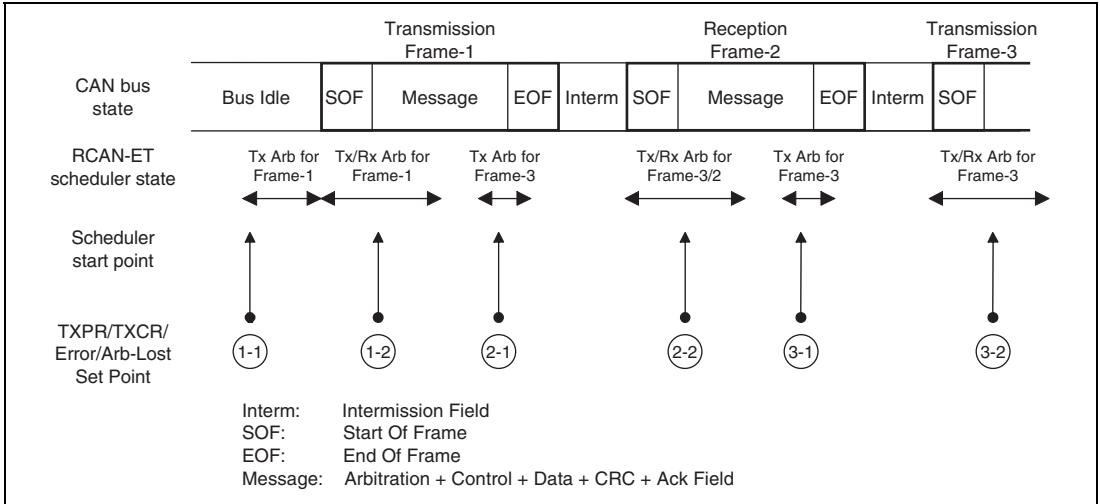 Transmission
Frame-1
Reception
Frame-2
Transmission
Frame-3
CAN bus
state
Bus Idle
SOF
Message
EOF
Interm
SOF
Message
EOF
Interm
SOF
RCAN-ET
scheduler state
Tx Arb for
Frame-1
Tx/Rx Arb for
Frame-1
Tx Arb for
Frame-3
Tx/Rx Arb for
Frame-3/2
Tx Arb for
Frame-3
Tx/Rx Arb for
Frame-3
Scheduler
start point
TXPR/TXCR/
Error/Arb-Lost
Set Point
1-1
1-2
2-1
2-2
3-1
3-2
Interm: Intermission Field
SOF: Start Of Frame
EOF: End Of Frame
Message: Arbitration + Control + Data + CRC + Ack Field